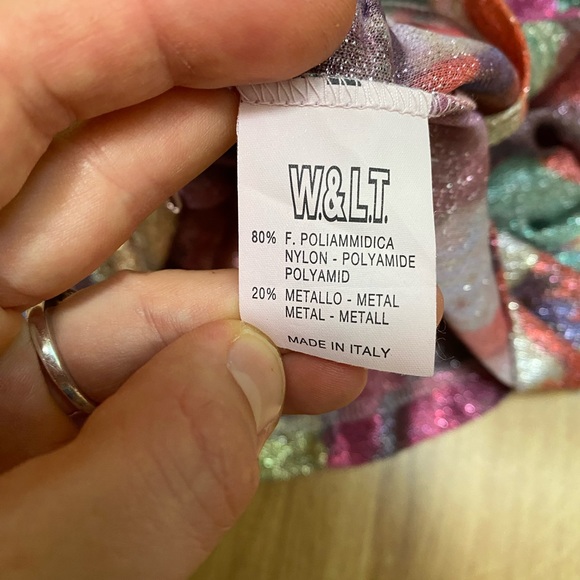 W.&L.T.
80% F. POLIAMMIDICA
NYLON - POLYAMIDE
POLYAMID
20% METALLO - METAL
METAL - METALL
MADE IN ITALY